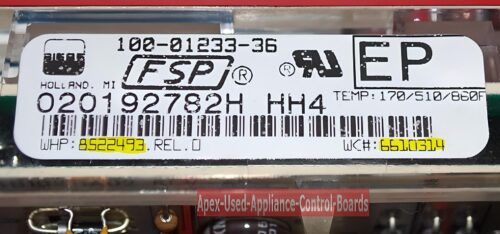 100-01233-36
HOLLAND, MI
FSP ® ® EP
020192782H HH4
TEMP:170/510/860F
WHP: 8522493.REL.0
WC#:6610314
Apex-Used-Appliance-Control-Boards